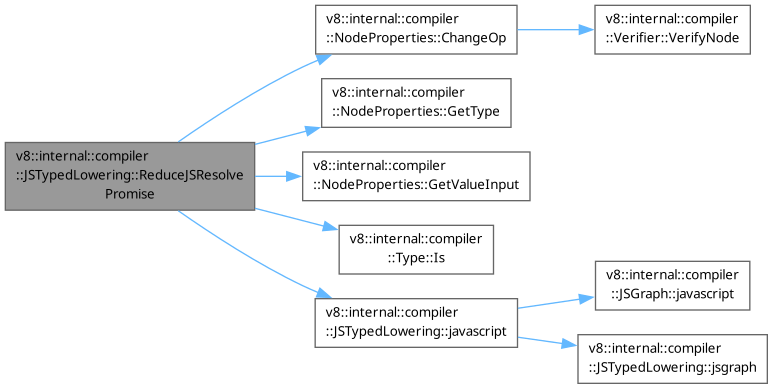 v8::internal::compiler
::JSTypedLowering::ReduceJSResolve
Promise
v8::internal::compiler
::NodeProperties::ChangeOp
v8::internal::compiler
::Verifier::VerifyNode
v8::internal::compiler
::NodeProperties::GetType
v8::internal::compiler
::NodeProperties::GetValueInput
v8::internal::compiler
::Type::Is
v8::internal::compiler
::JSTypedLowering::javascript
v8::internal::compiler
::JSGraph::javascript
v8::internal::compiler
::JSTypedLowering::jsgraph